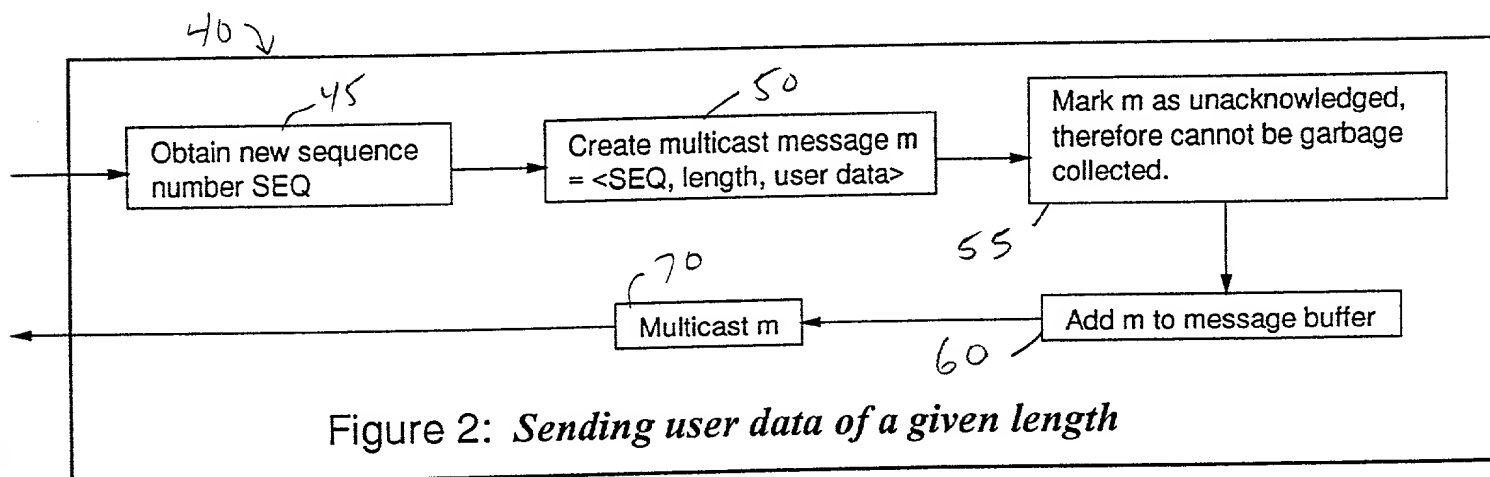 40
45
Obtain new sequence
number SEQ
50
Create multicast message m
= <SEQ, length, user data>
Mark m as unacknowledged,
therefore cannot be garbage
collected.
55
70
Multicast m
Add m to message buffer
60
Figure 2: Sending user data of a given length